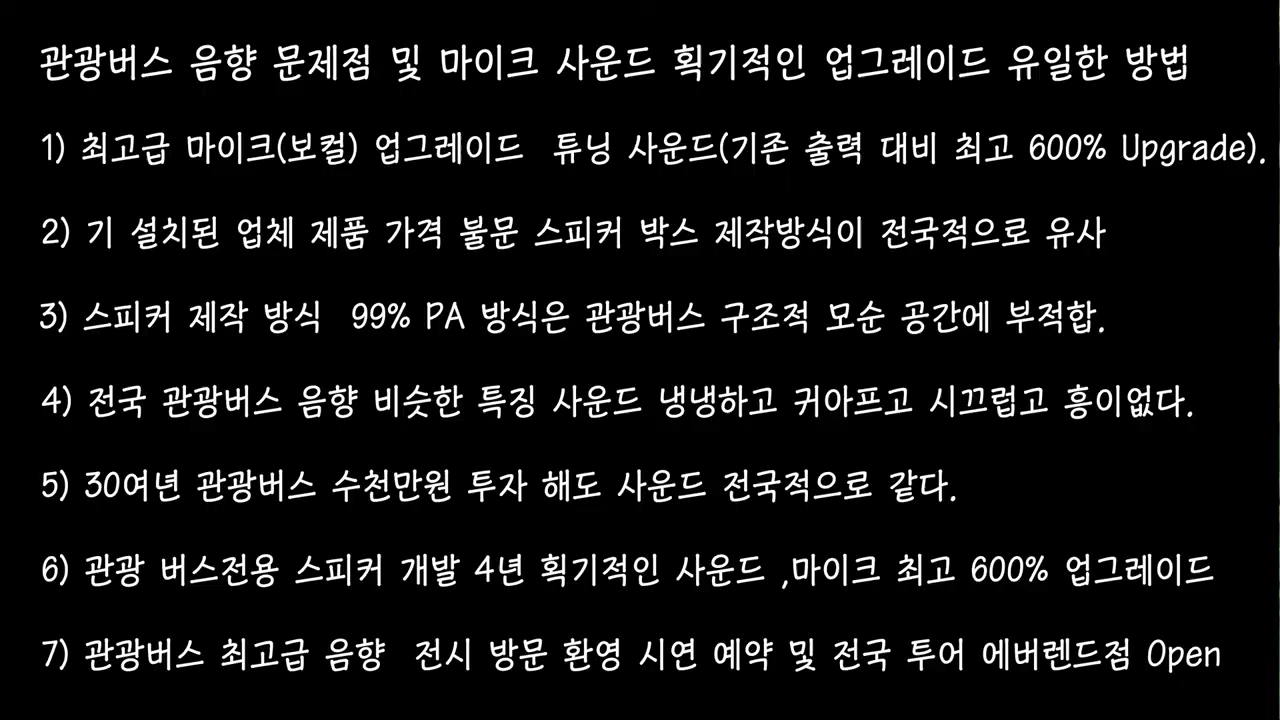 관광버스 음향 문제점 및 마이크 사운드 획기적인 업그레이드 유일한 방법
1) 최고급 마이크(보컬) 업그레이드 튜닝 사운드(기존 출력 대비 최고 600% Upgrade).
2) 기 설치된 업체 제품 가격 불문 스피커 박스 제작방식이 전국적으로 유사
3) 스피커 제작 방식 99% PA 방식은 관광버스 구조적 모순 공간에 부적합.
4) 전국 관광버스 음향 비슷한 특징 사운드 냉냉하고 귀아프고 시끄럽고 흥이없다.
5) 30여년 관광버스 수천만원 투자 해도 사운드 전국적으로 같다.
6) 관광 버스전용 스피커 개발 4년 획기적인 사운드 ,마이크 최고 600% 업그레이드
7) 관광버스 최고급 음향 전시 방문 환영 시연 예약 및 전국 투어 에버렌드점 Open